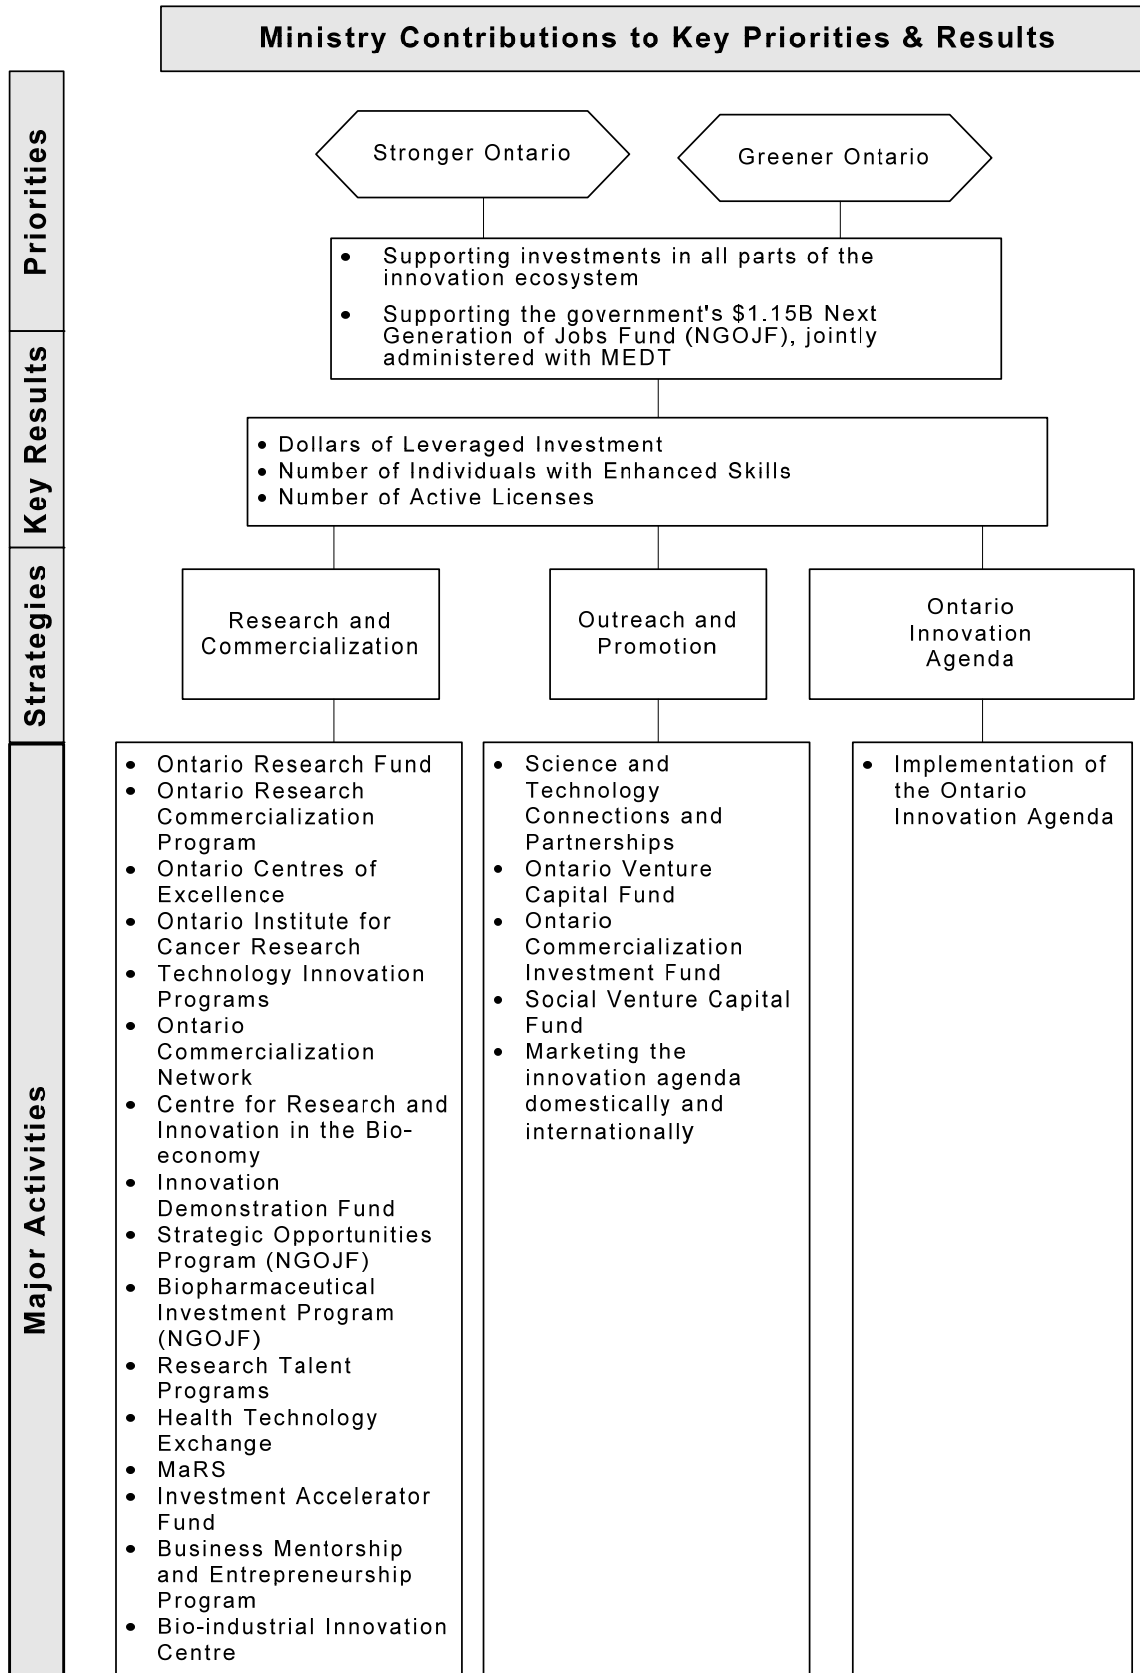 Ministry Contributions to Key Priorities & Results
Priorities
Stronger Ontario
Greener Ontario
• Supporting investments in all parts of the
innovation ecosystem
• Supporting the government's $1.15B Next
Generation of Jobs Fund (NGOJF), jointly
administered with MEDT
Key Results
• Dollars of Leveraged Investment
• Number of Individuals with Enhanced Skills
• Number of Active Licenses
Strategies
Research and
Commercialization
Outreach and
Promotion
Ontario
Innovation
Agenda
Major Activities
• Ontario Research Fund
• Ontario Research
Commercialization
Program
• Ontario Centres of
Excellence
• Ontario Institute for
Cancer Research
• Technology Innovation
Programs
• Ontario
Commercialization
Network
• Centre for Research and
Innovation in the Bio-
economy
• Innovation
Demonstration Fund
• Strategic Opportunities
Program (NGOJF)
• Biopharmaceutical
Investment Program
(NGOJF)
• Research Talent
Programs
• Health Technology
Exchange
• MaRS
• Investment Accelerator
Fund
• Business Mentorship
and Entrepreneurship
Program
• Bio-industrial Innovation
Centre
• Science and
Technology
Connections and
Partnerships
• Ontario Venture
Capital Fund
• Ontario
Commercialization
Investment Fund
• Social Venture Capital
Fund
• Marketing the
innovation agenda
domestically and
internationally
• Implementation of
the Ontario
Innovation Agenda